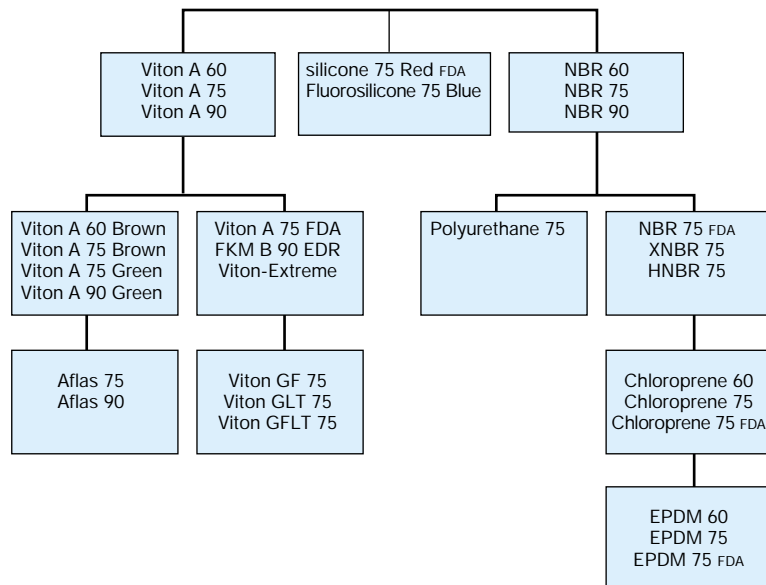 Viton A 60
Viton A 75
Viton A 90
silicone 75 Red FDA
Fluorosilicone 75 Blue
NBR 60
NBR 75
NBR 90
Viton A 60 Brown
Viton A 75 Brown
Viton A 75 Green
Viton A 90 Green
Viton A 75 FDA
FKM B 90 EDR
Viton-Extreme
Polyurethane 75
NBR 75 FDA
XNBR 75
HNBR 75
Aflas 75
Aflas 90
Viton GF 75
Viton GLT 75
Viton GFLT 75
Chloroprene 60
Chloroprene 75
Chloroprene 75 FDA
EPDM 60
EPDM 75
EPDM 75 FDA